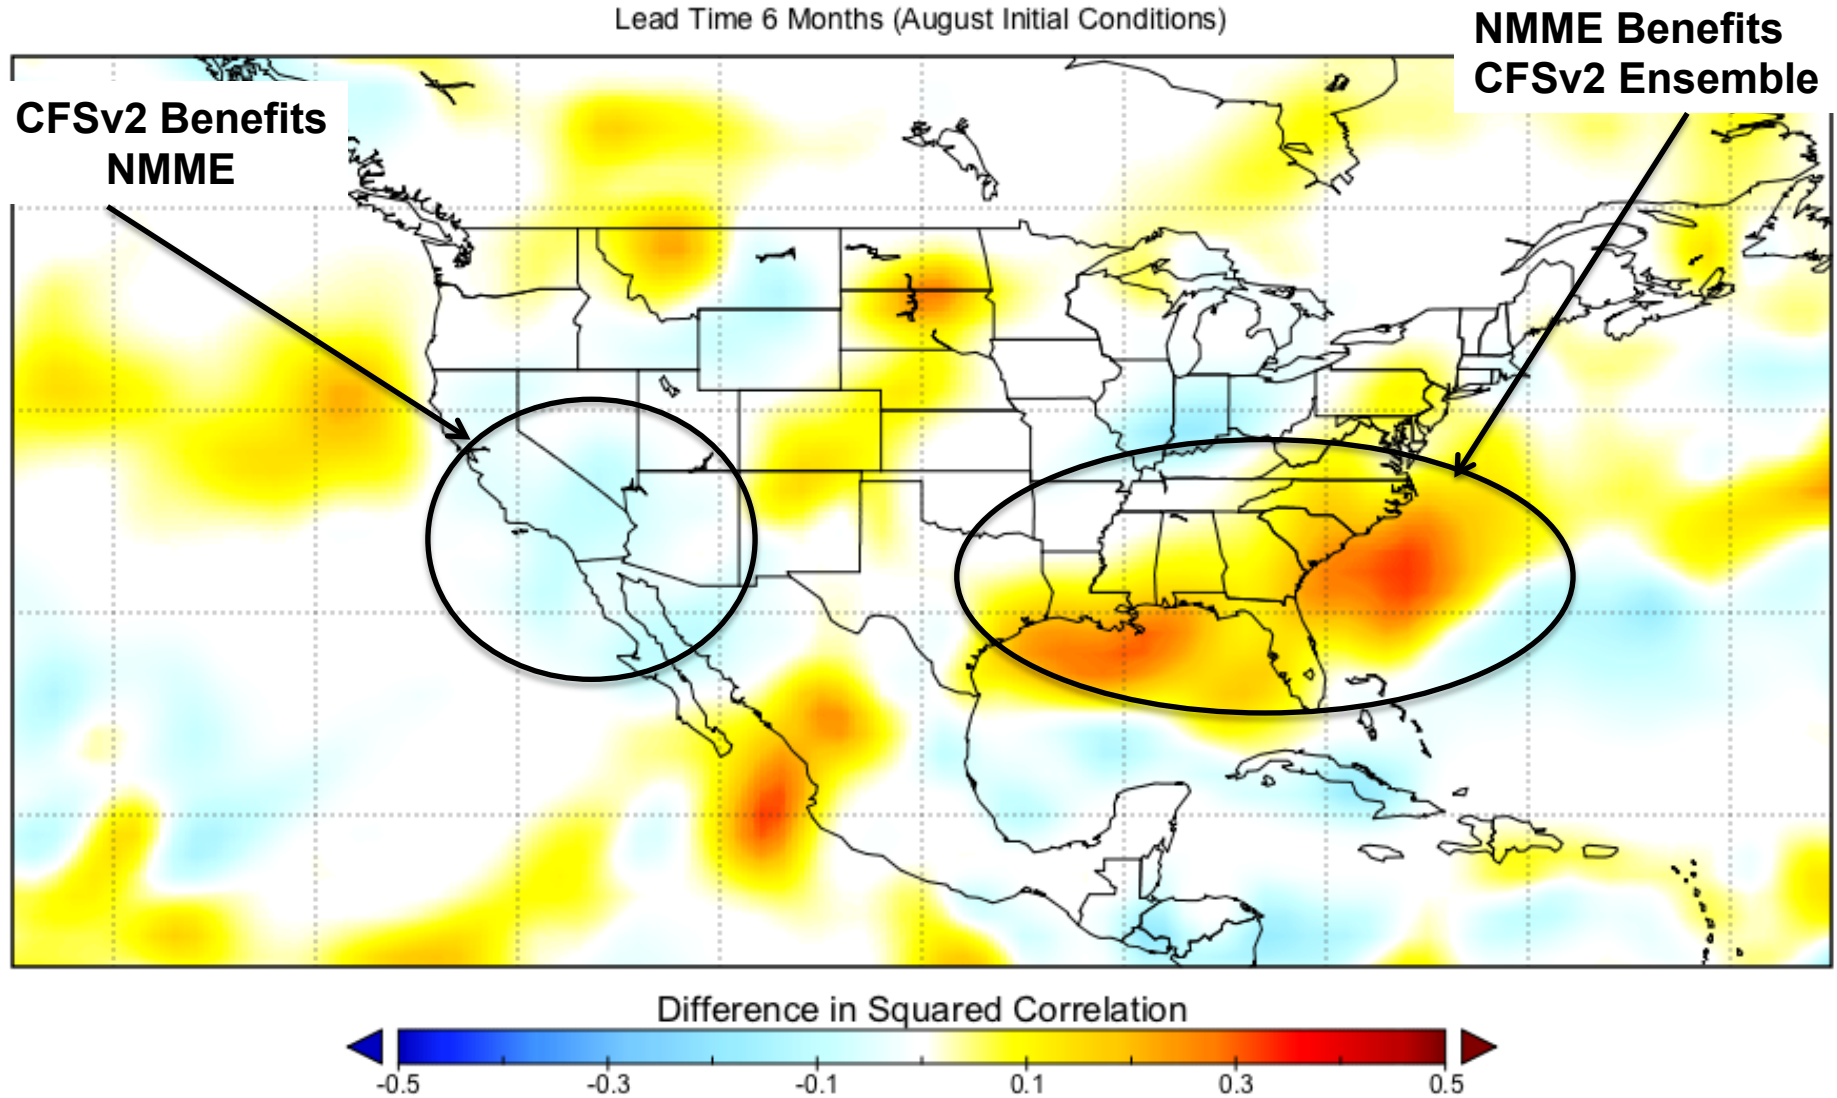 Lead Time 6 Months (August Initial Conditions)
NMME Benefits
CFSv2 Ensemble
CFSv2 Benefits
NMME
Difference in Squared Correlation
-0.5 -0.3 -0.1 0.1 0.3 0.5